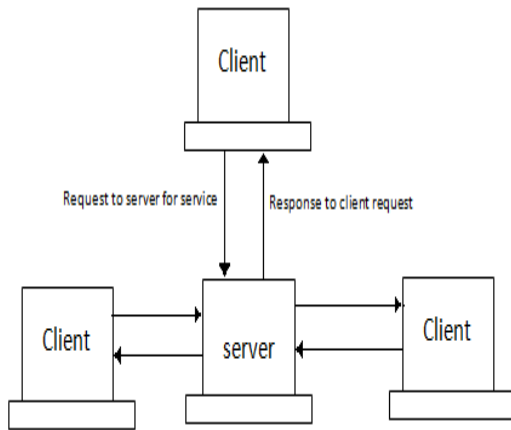 Client
Request to server for service
Response to client request
Client
server
Client